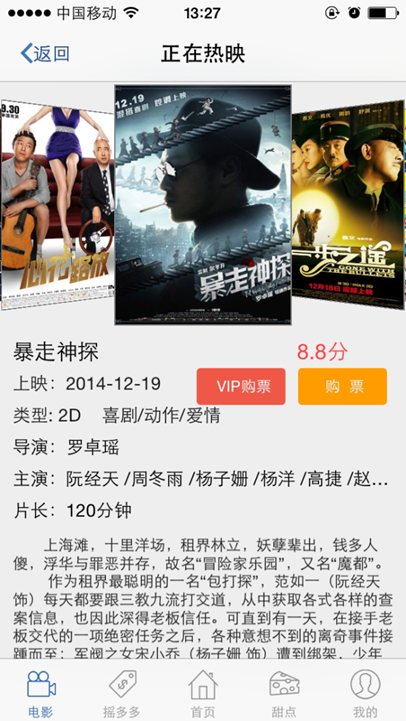 中国移动
13:27
返回
正在热映
9.30
心花路放
12.19
暴走神探
罗卓瑶
一步之遥
GONE WITH THE BULLETS
12月18日
暴走神探
8.8分
上映：2014-12-19
VIP购票
购 票
类型: 2D 喜剧/动作/爱情
导演：罗卓瑶
主演：阮经天 /周冬雨 /杨子姗 /杨洋 /高捷 /赵...
片长：120分钟
上海滩，十里洋场，租界林立，妖孽辈出，钱多人
傻，浮华与罪恶并存，故名“冒险家乐园”，又名“魔都”。
作为租界最聪明的一名“包打探”，范如一（阮经天
饰）每天都要跟三教九流打交道，从中获取各式各样的查
案信息，也因此深得老板信任。可直到有一天，在接手老
板交代的一项绝密任务之后，各种意想不到的离奇事件接
踵而至：军阀之女宋小乔（杨子姗 饰）遭到绑架，少年
电影
摇多多
首页
甜点
我的